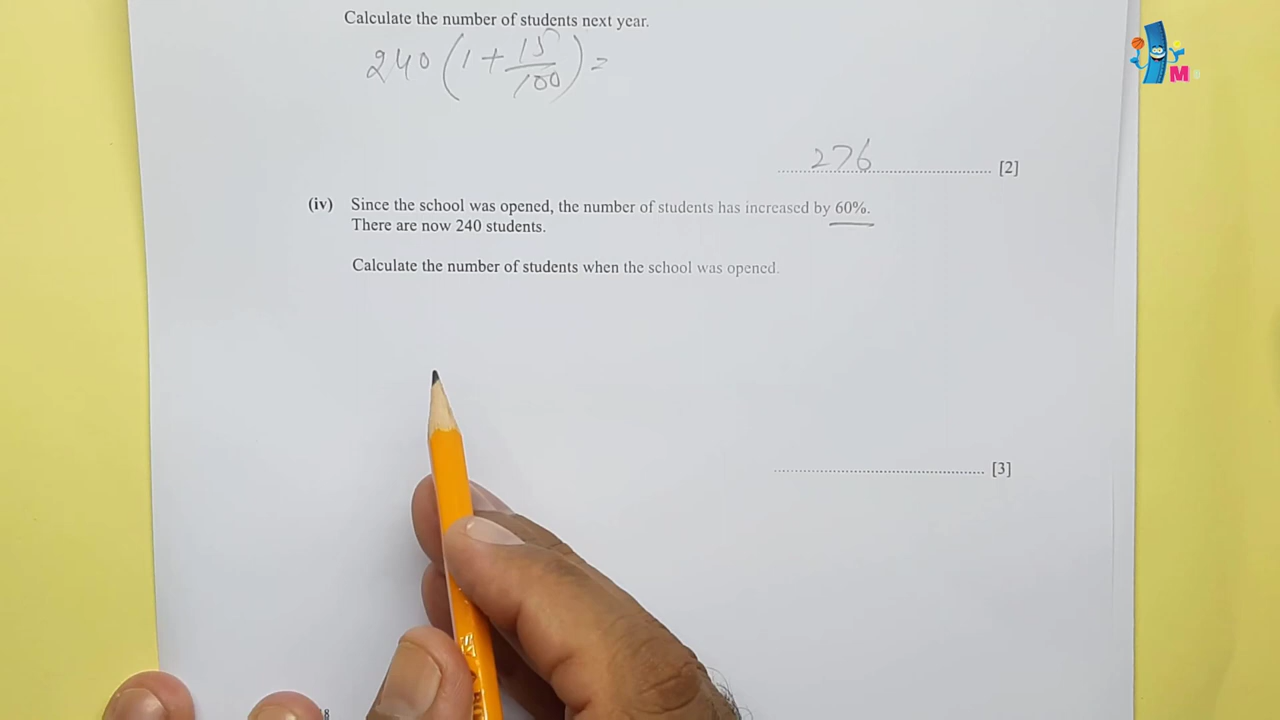 Calculate the number of students next year.
240 (1 + 15/100) =
276 [2]
(iv) Since the school was opened, the number of students has increased by 60%.
There are now 240 students.
Calculate the number of students when the school was opened.
[3]
8
M